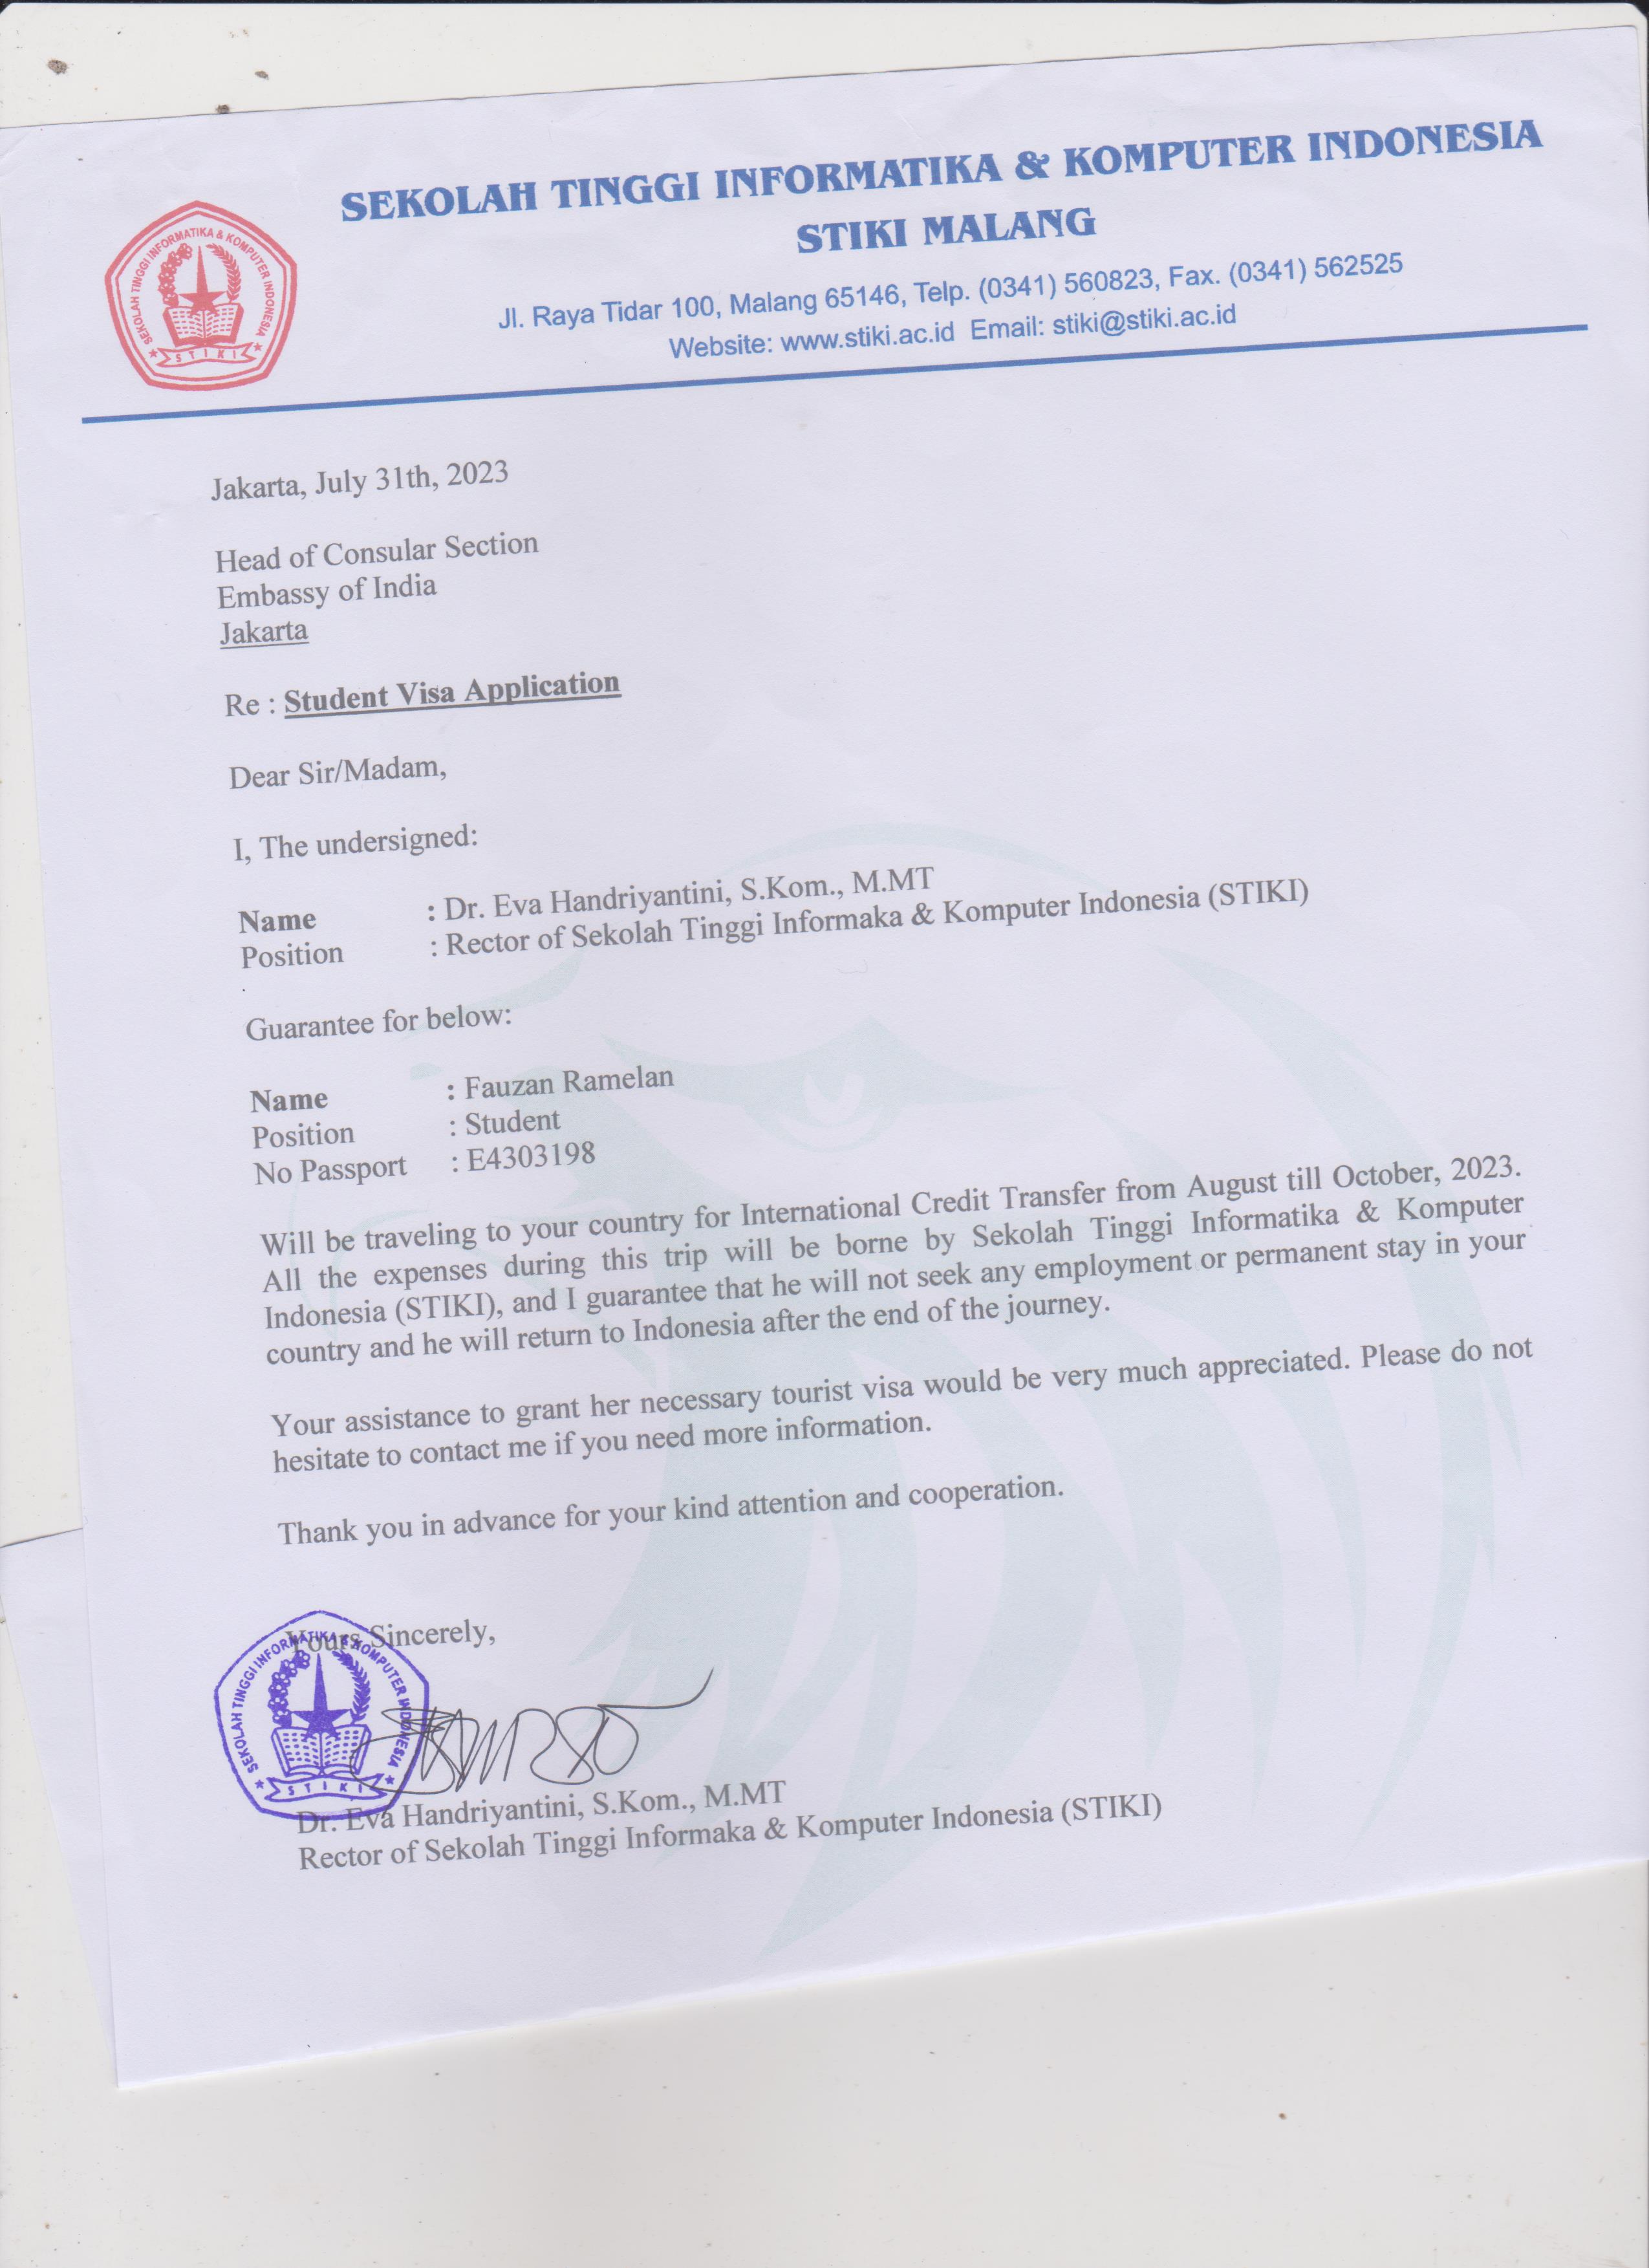 SEKOLAH TINGGI INFORMATIKA & KOMPUTER INDONESIA
STIKI MALANG
Jl. Raya Tidar 100, Malang 65146, Telp. (0341) 560823, Fax. (0341) 562525
Website: www.stiki.ac.id Email: stiki@stiki.ac.id
SEKOLAH TINGGI INFORMATIKA & KOMPUTER INDONESIA
STIKI
Jakarta, July 31th, 2023
Head of Consular Section
Embassy of India
Jakarta
Re : Student Visa Application
Dear Sir/Madam,
I, The undersigned:
Name : Dr. Eva Handriyantini, S.Kom., M.MT
Position : Rector of Sekolah Tinggi Informaka & Komputer Indonesia (STIKI)
.
Guarantee for below:
Name : Fauzan Ramelan
Position : Student
No Passport : E4303198
Will be traveling to your country for International Credit Transfer from August till October, 2023.
All the expenses during this trip will be borne by Sekolah Tinggi Informatika & Komputer
Indonesia (STIKI), and I guarantee that he will not seek any employment or permanent stay in your
country and he will return to Indonesia after the end of the journey.
Your assistance to grant her necessary tourist visa would be very much appreciated. Please do not
hesitate to contact me if you need more information.
Thank you in advance for your kind attention and cooperation.
Yours Sincerely,
SEKOLAH TINGGI INFORMATIKA & KOMPUTER INDONESIA
STIKI
Dr. Eva Handriyantini, S.Kom., M.MT
Rector of Sekolah Tinggi Informaka & Komputer Indonesia (STIKI)